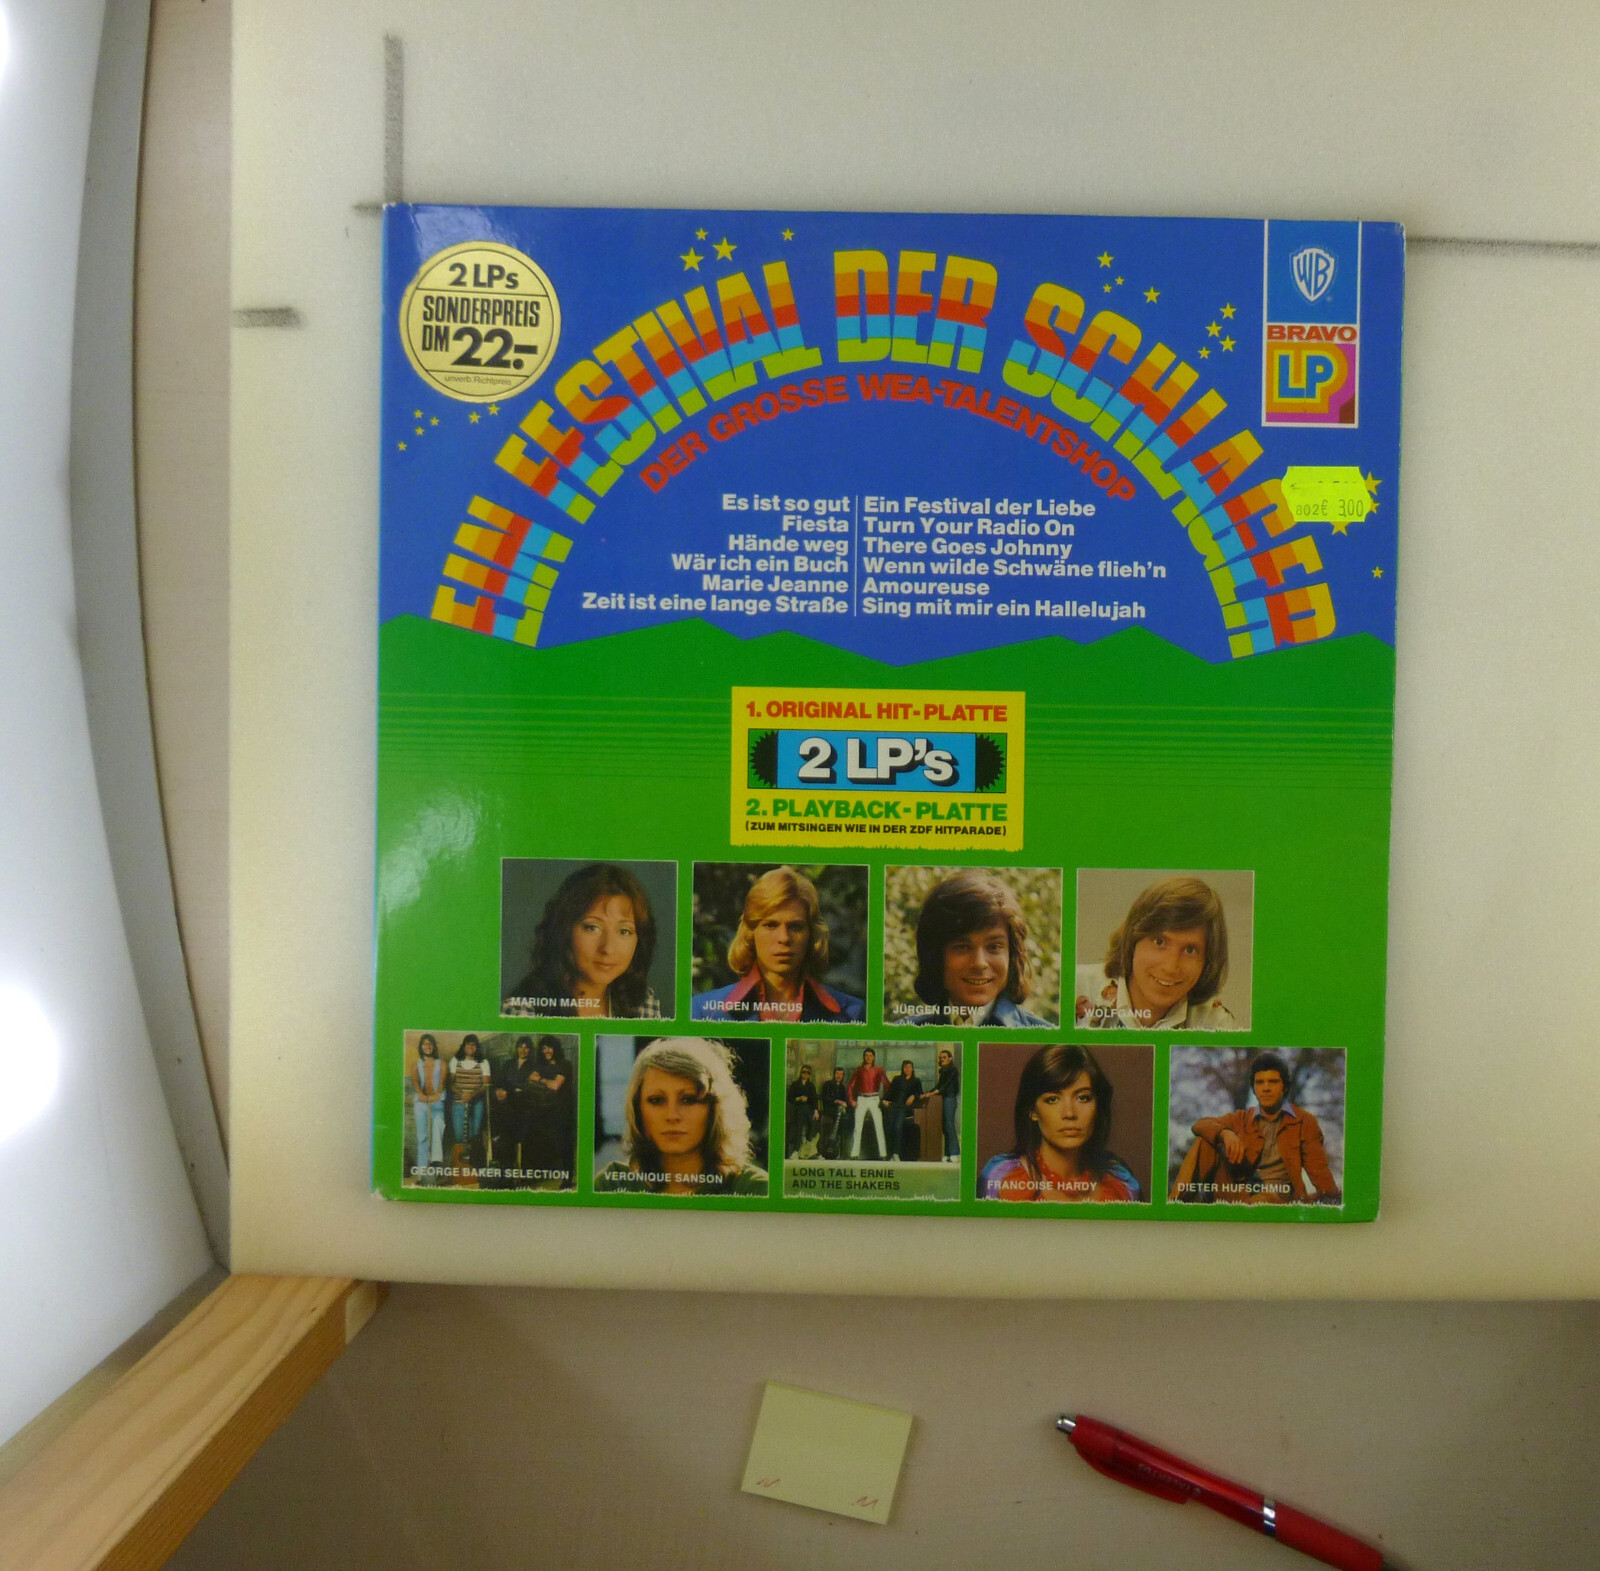 2 LPs
SONDERPREIS
DM 22.-
unverb. Richtpreis
EIN FESTIVAL DER SCHLAGER
DER GROSSE WEA-TALENTSHOP
WB
BRAVO
LP
802€ 3,00
Es ist so gut
Fiesta
Hände weg
Wär ich ein Buch
Marie Jeanne
Zeit ist eine lange Straße
Ein Festival der Liebe
Turn Your Radio On
There Goes Johnny
Wenn wilde Schwäne flieh'n
Amoureuse
Sing mit mir ein Hallelujah
1. ORIGINAL HIT-PLATTE
2 LP's
2. PLAYBACK-PLATTE
(ZUM MITSINGEN WIE IN DER ZDF HITPARADE)
MARION MAERZ
JÜRGEN MARCUS
JÜRGEN DREWS
WOLFGANG
GEORGE BAKER SELECTION
VERONIQUE SANSON
LONG TALL ERNIE
AND THE SHAKERS
FRANCOISE HARDY
DIETER HUFSCHMID